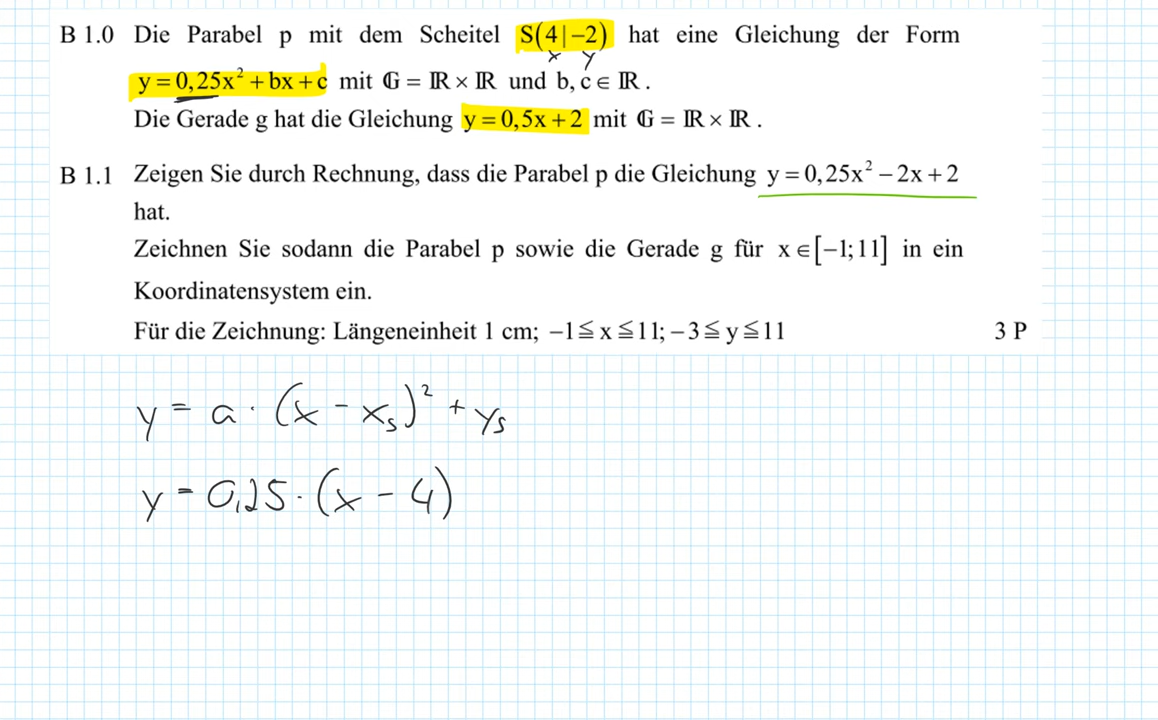 B 1.0 Die Parabel p mit dem Scheitel S(4|−2) hat eine Gleichung der Form
x y
y = 0,25x² + bx + c mit 𝔾 = ℝ × ℝ und b, c ∈ ℝ.
Die Gerade g hat die Gleichung y = 0,5x + 2 mit 𝔾 = ℝ × ℝ.
B 1.1 Zeigen Sie durch Rechnung, dass die Parabel p die Gleichung y = 0,25x² − 2x + 2
hat.
Zeichnen Sie sodann die Parabel p sowie die Gerade g für x ∈ [−1;11] in ein
Koordinatensystem ein.
Für die Zeichnung: Längeneinheit 1 cm; −1 ≦ x ≦ 11; −3 ≦ y ≦ 11 3 P
y = a · (x − xₛ)² + yₛ
y = 0,25 · (x − 4)